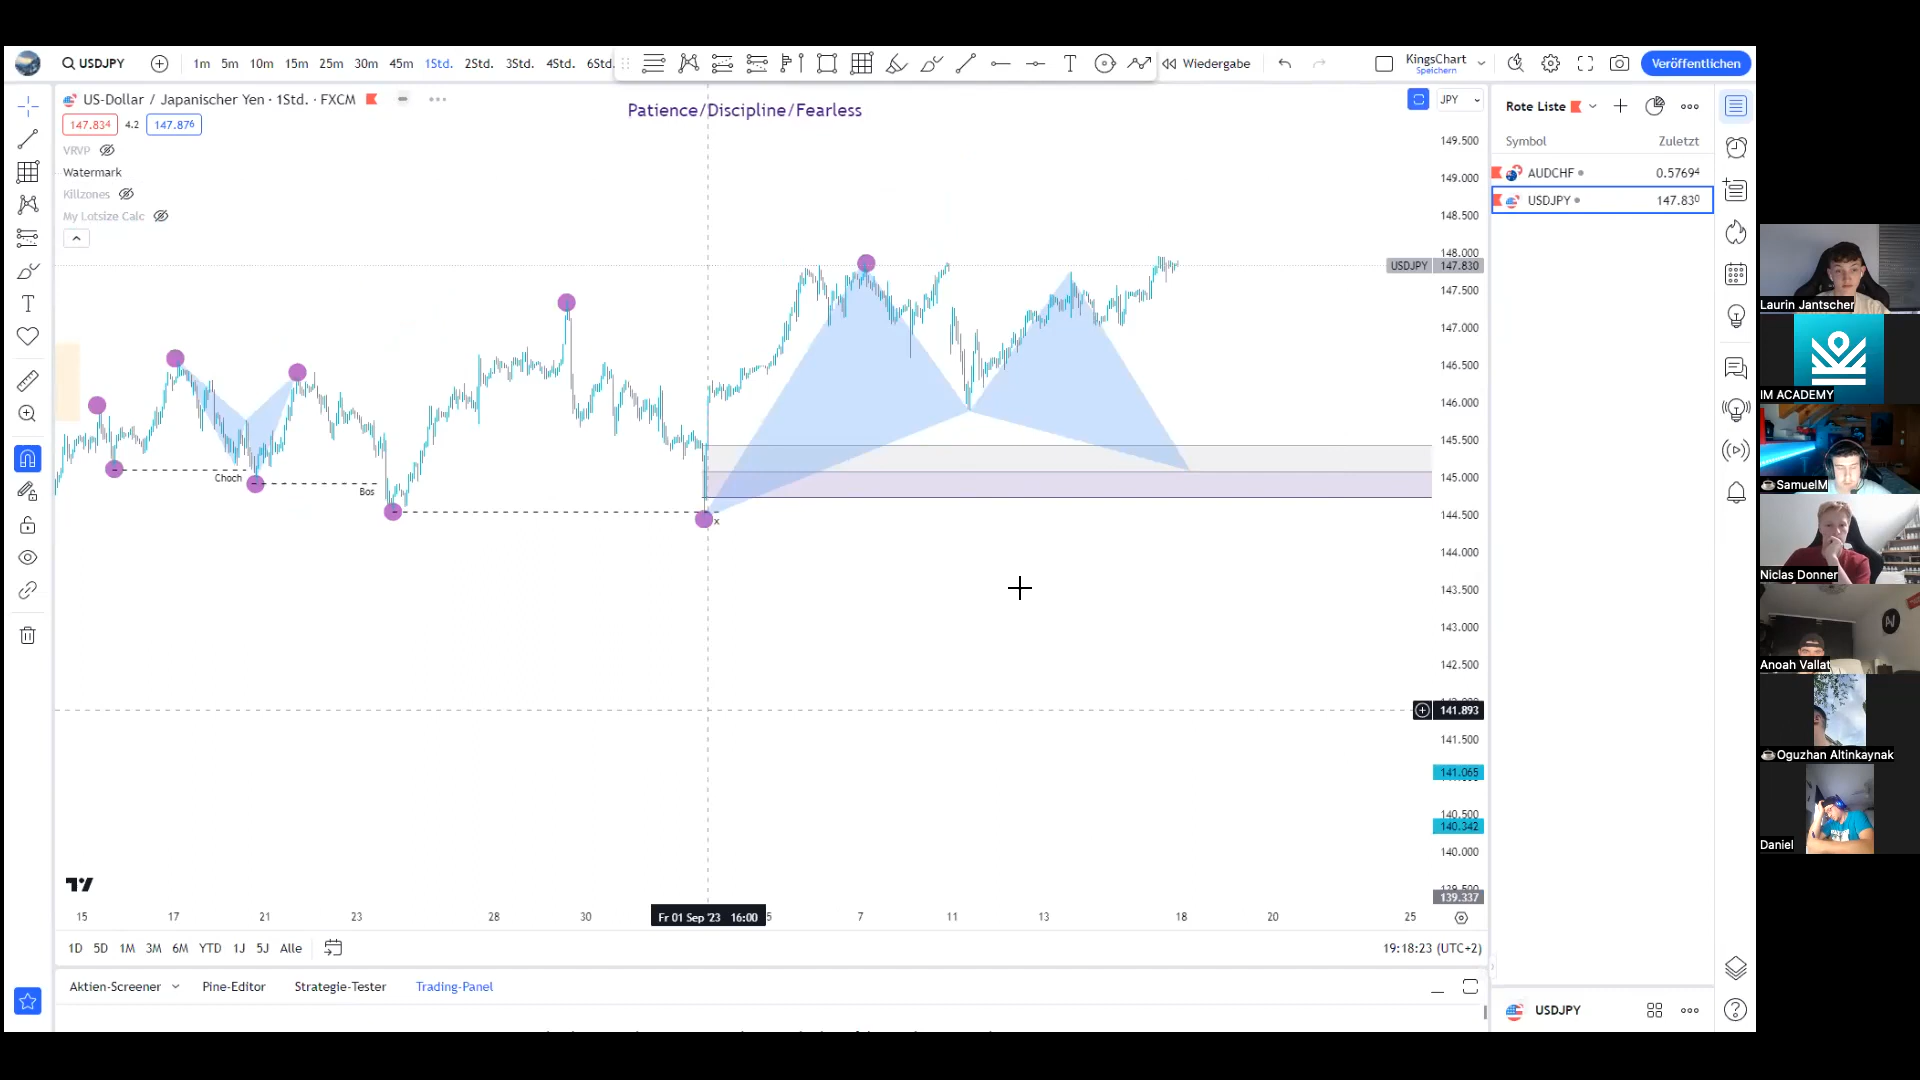 USDJPY
1m 5m 10m 15m 25m 30m 45m 1Std. 2Std. 3Std. 4Std. 6Std.
Wiedergabe
KingsChart
Speichern
Veröffentlichen
US-Dollar / Japanischer Yen · 1Std. · FXCM
147.834 4.2 147.876
VRVP
Watermark
Killzones
My Lotsize Calc
Patience/Discipline/Fearless
JPY
Choch
Bos
x
149.500
149.000
148.500
148.000
USDJPY 147.830
147.500
147.000
146.500
146.000
145.500
145.000
144.500
144.000
143.500
143.000
142.500
141.893
141.500
141.065
140.500
140.342
140.000
139.337
15 17 21 23 28 30 Fr 01 Sep '23 16:00 5 7 11 13 18 20 25
1D 5D 1M 3M 6M YTD 1J 5J Alle
19:18:23 (UTC+2)
Aktien-Screener Pine-Editor Strategie-Tester Trading-Panel
Rote Liste
Symbol Zuletzt
AUDCHF 0.57694
USDJPY 147.830
USDJPY
Laurin Jantscher
IM ACADEMY
SamuelM
Niclas Donner
Anoah Vallat
Oguzhan Altinkaynak
Daniel